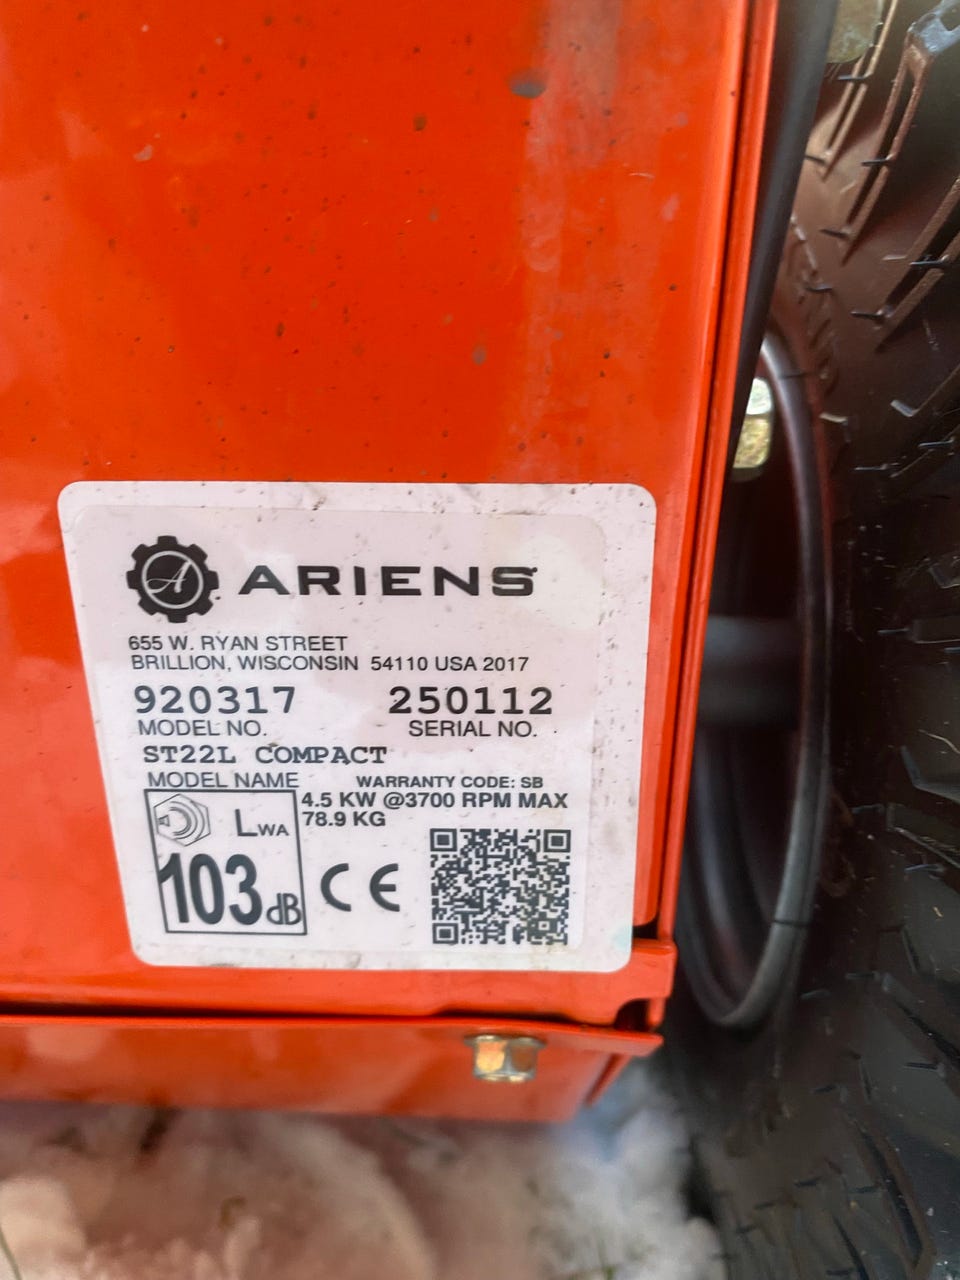 A ARIENS
655 W. RYAN STREET
BRILLION, WISCONSIN 54110 USA 2017
920317 250112
MODEL NO. SERIAL NO.
ST22L COMPACT
MODEL NAME WARRANTY CODE: SB
4.5 KW @3700 RPM MAX
LWA 78.9 KG
103dB CE